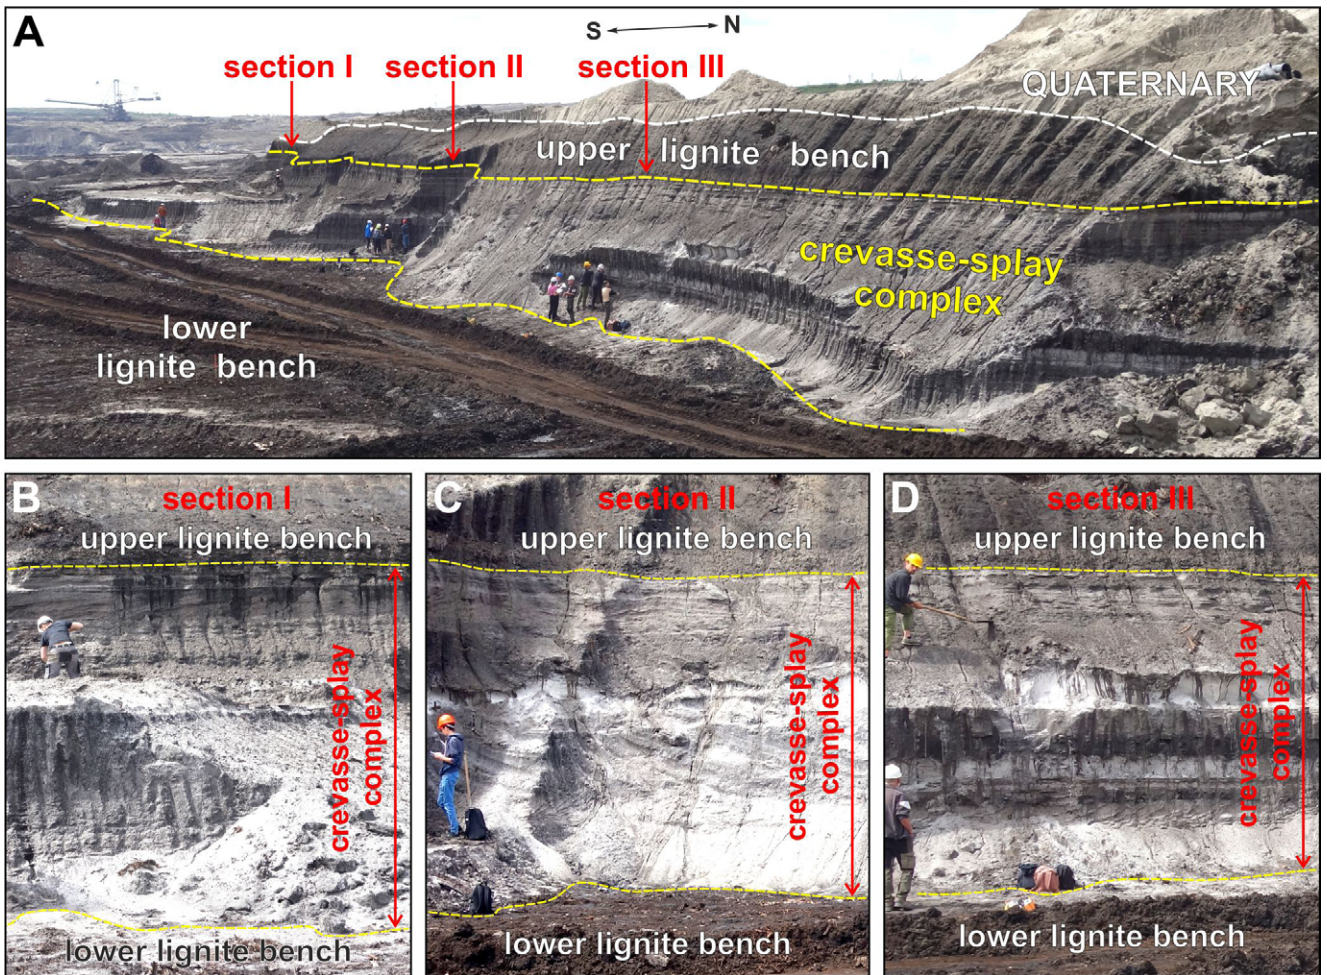 A
S N
section I section II section III
QUATERNARY
upper lignite bench
crevasse-splay
complex
lower
lignite bench
B
section I
upper lignite bench
crevasse-splay
complex
lower lignite bench
C
section II
upper lignite bench
crevasse-splay
complex
lower lignite bench
D
section III
upper lignite bench
crevasse-splay
complex
lower lignite bench